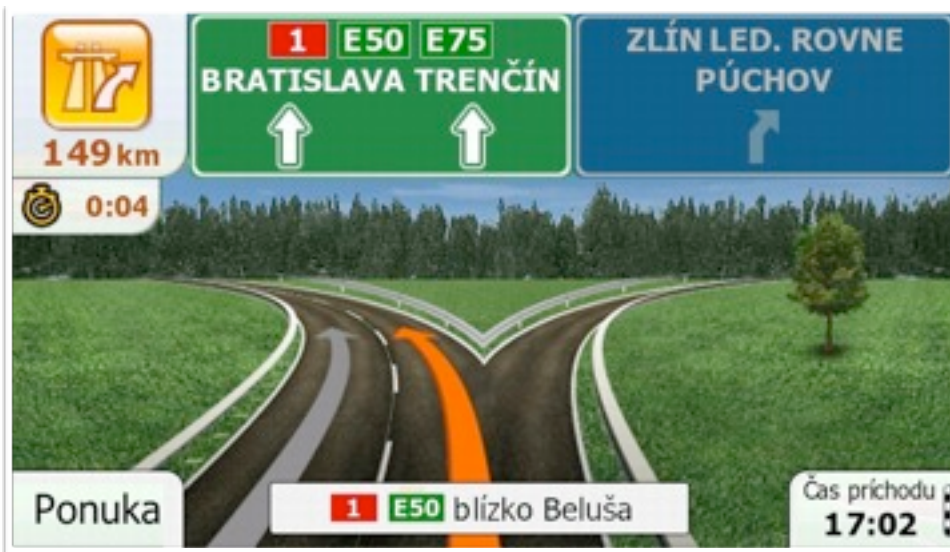 149 km
0:04
1 E50 E75
BRATISLAVA TRENČÍN
ZLÍN LED. ROVNE
PÚCHOV
Ponuka
1 E50 blízko Beluša
Čas príchodu
17:02